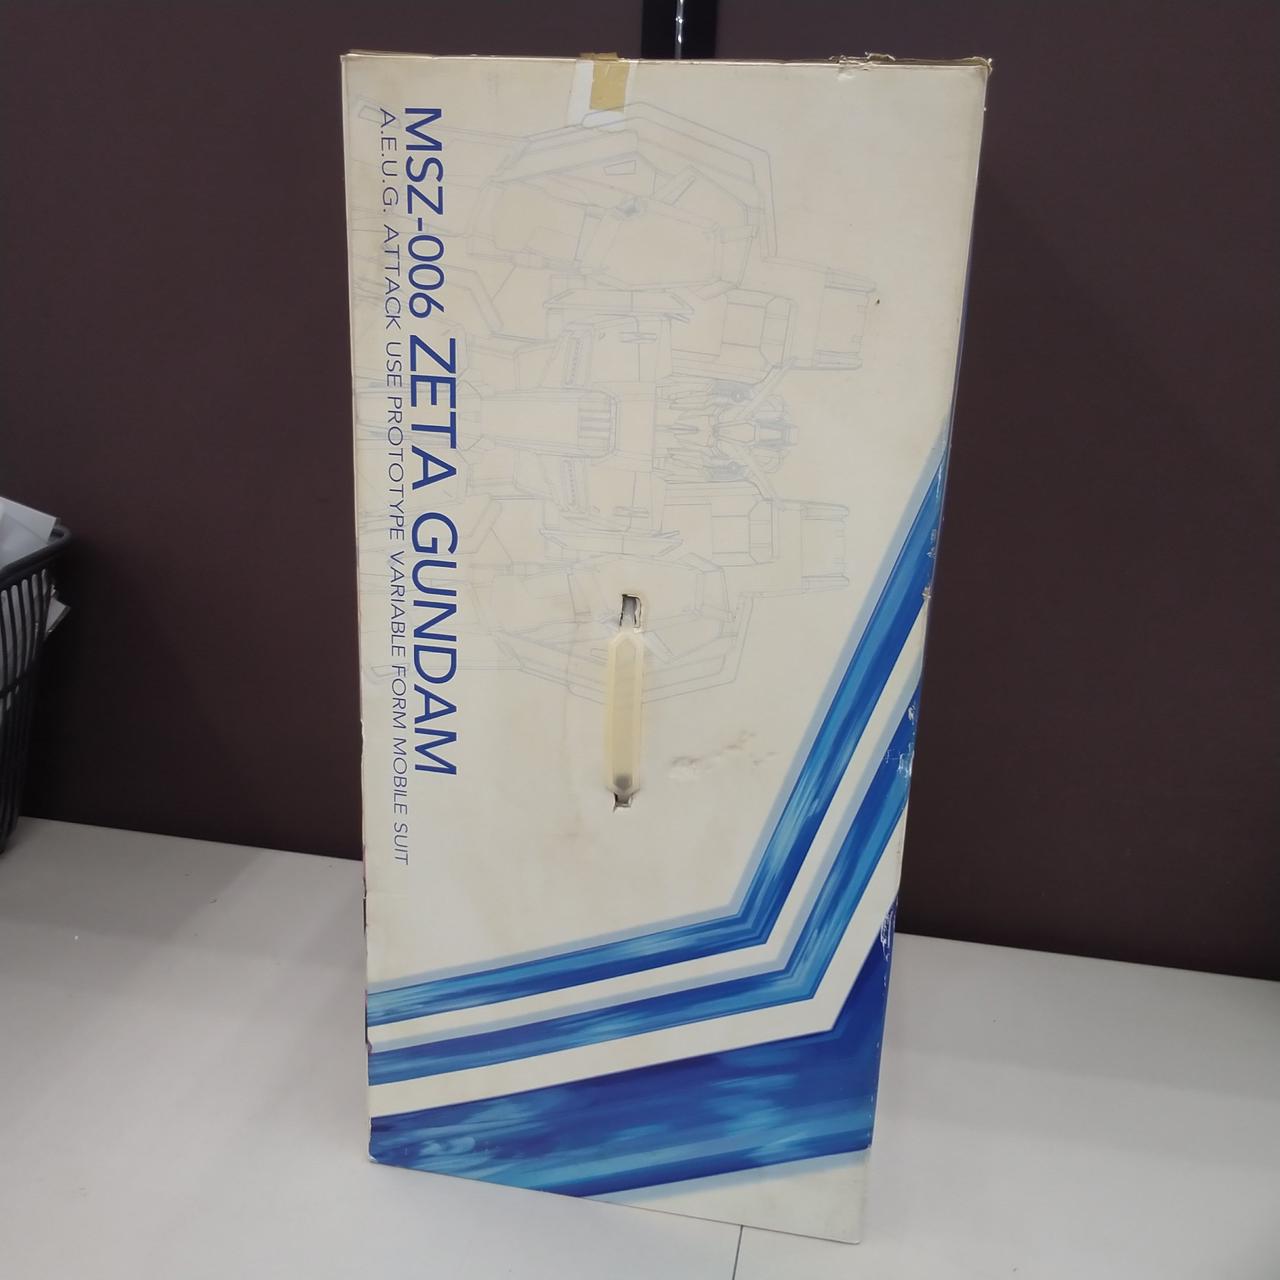 MSZ-006 ZETA GUNDAM
A.E.U.G. ATTACK USE PROTOTYPE VARIABLE FORM MOBILE SUIT